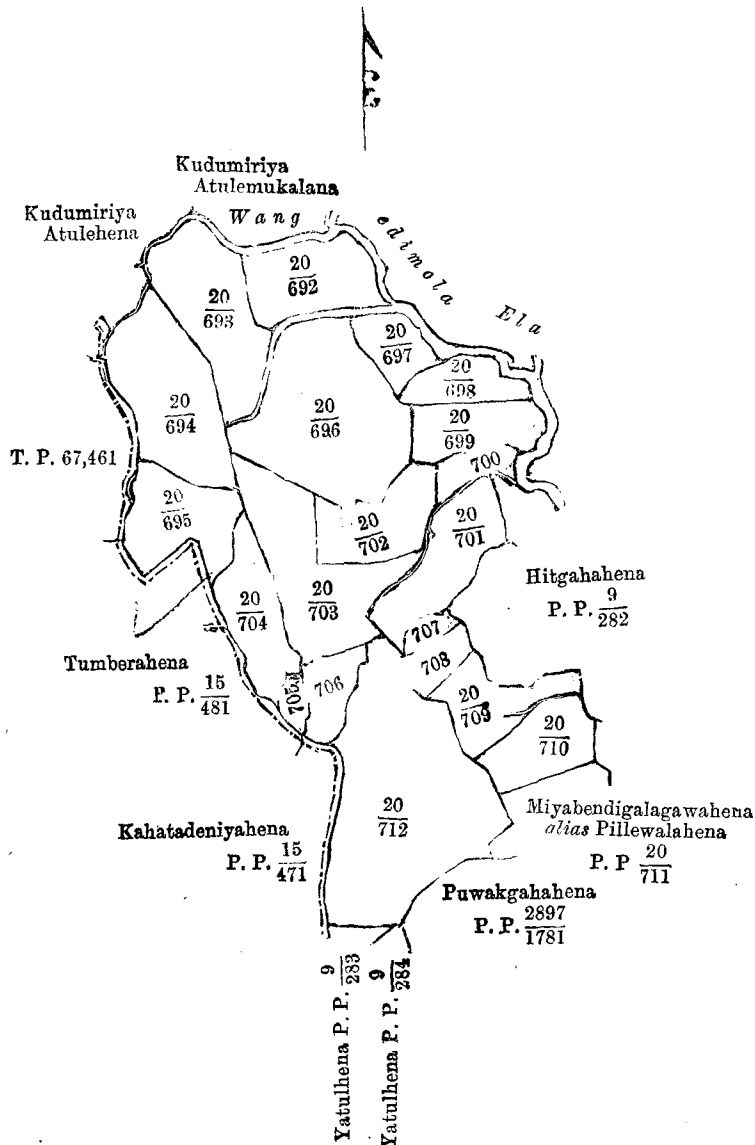 Kudumiriya
Atulemukalana
Kudumiriya
Atulehena
Wang edimola Ela
20
692
20
693
20
697
20
698
20
694
20
696
20
699
T. P. 67,461
700
20
695
20
702
20
701
Hitgahahena
P. P. 9
282
20
704
20
703
707
Tumberahena
P. P. 15
481
708
705
706
20
709
20
710
20
712
Kahatadeniyahena
P. P. 15
471
Miyabendigalagawahena
alias Pillewalahena
P. P 20
711
Puwakgahahena
P. P. 2897
1781
Yatulhena P. P. 9
283
Yatulhena P. P. 9
284